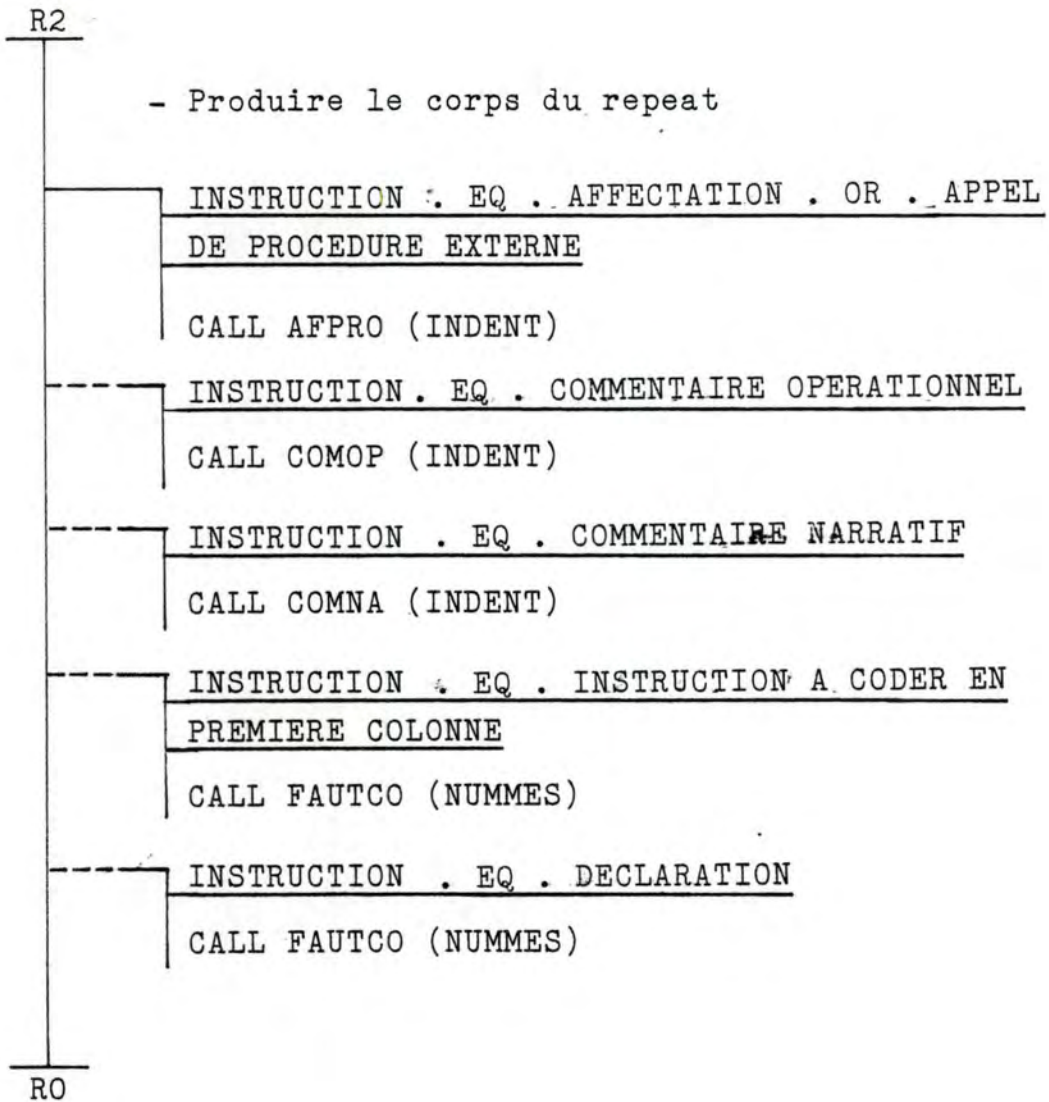 R2
- Produire le corps du repeat
INSTRUCTION . EQ . AFFECTATION . OR . APPEL
DE PROCEDURE EXTERNE
CALL AFPRO (INDENT)
INSTRUCTION . EQ . COMMENTAIRE OPERATIONNEL
CALL COMOP (INDENT)
INSTRUCTION . EQ . COMMENTAIRE NARRATIF
CALL COMNA (INDENT)
INSTRUCTION . EQ . INSTRUCTION A CODER EN
PREMIERE COLONNE
CALL FAUTCO (NUMMES)
INSTRUCTION . EQ . DECLARATION
CALL FAUTCO (NUMMES)
RO